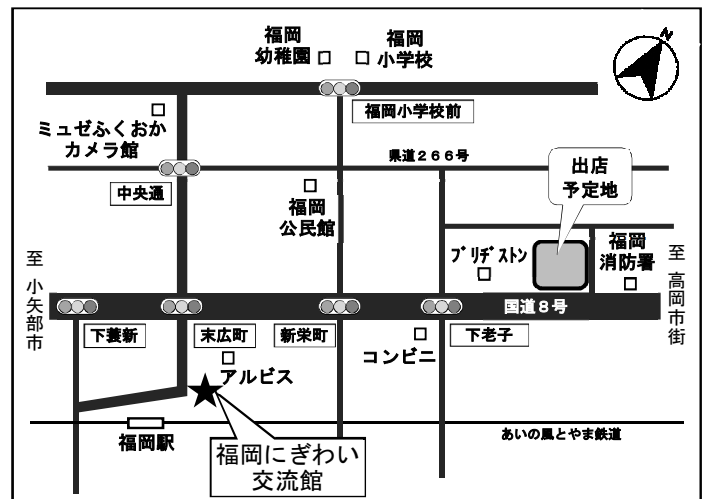 福岡
幼稚園
福岡
小学校
N
福岡小学校前
ミュゼふくおか
カメラ館
県道266号
中央通
出店
予定地
福岡
公民館
ブリヂストン
福岡
消防署
至 小矢部市
至 高岡市街
国道8号
下蓑新
末広町
新栄町
下老子
コンビニ
アルビス
福岡駅
あいの風とやま鉄道
福岡にぎわい
交流館